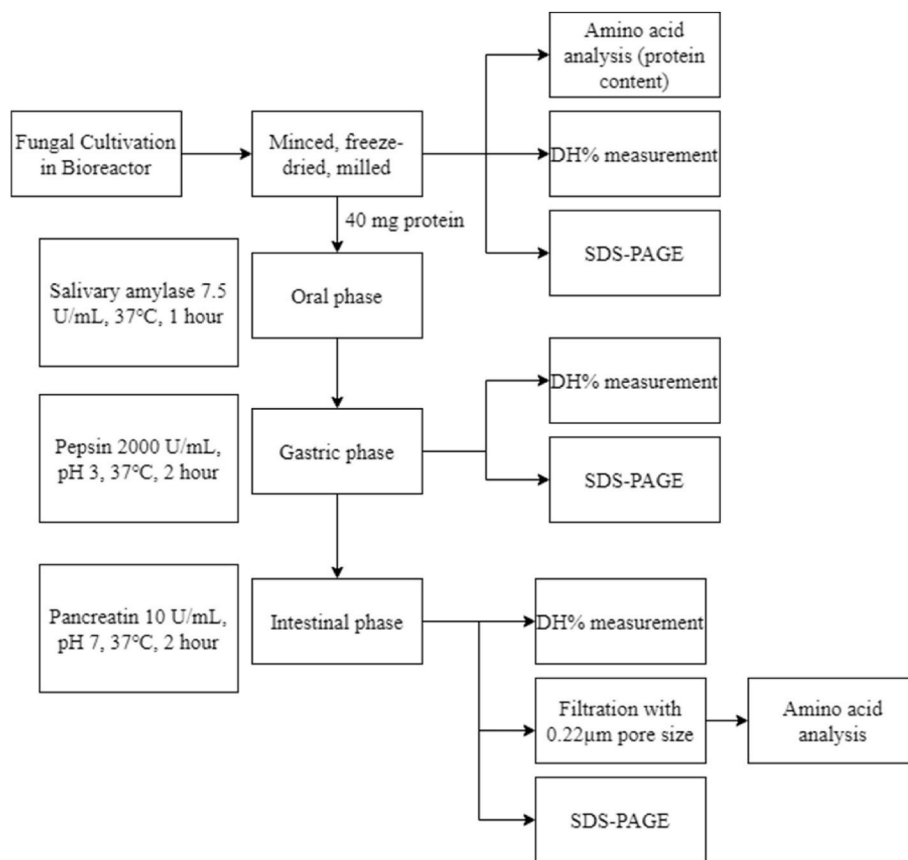 Amino acid
analysis (protein
content)
Fungal Cultivation
in Bioreactor
Minced, freeze-
dried, milled
DH% measurement
40 mg protein
SDS-PAGE
Salivary amylase 7.5
U/mL, 37°C, 1 hour
Oral phase
DH% measurement
Pepsin 2000 U/mL,
pH 3, 37°C, 2 hour
Gastric phase
SDS-PAGE
Pancreatin 10 U/mL,
pH 7, 37°C, 2 hour
Intestinal phase
DH% measurement
Filtration with
0.22μm pore size
Amino acid
analysis
SDS-PAGE